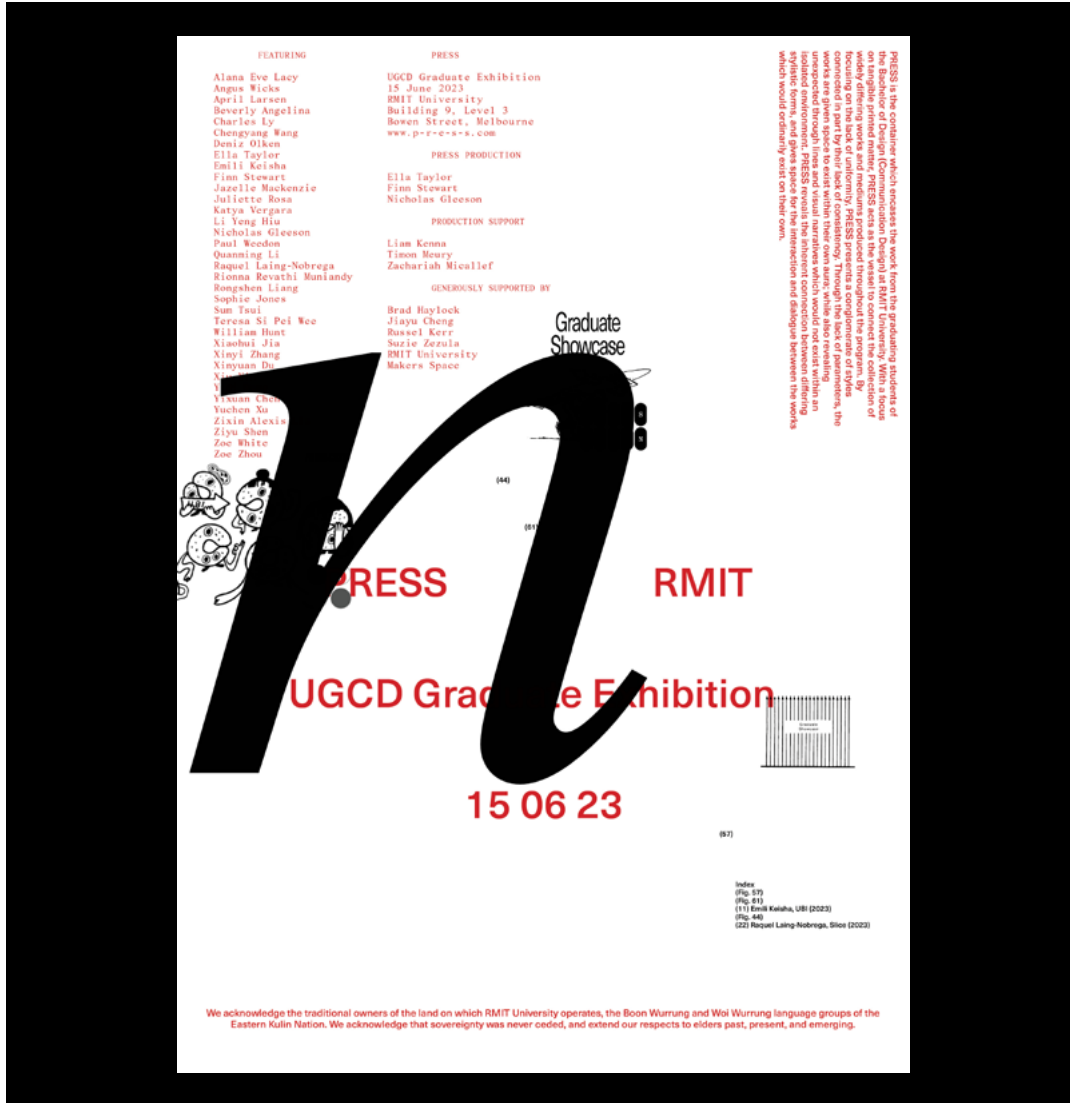 FEATURING
Alana Eve Lacy
Angus Wicks
April Larsen
Beverly Angelina
Charles Ly
Chengyang Wang
Deniz Olken
Ella Taylor
Emili Keisha
Finn Stewart
Jazelle Mackenzie
Juliette Rosa
Katya Vergara
Li Yeng Hiu
Nicholas Gleeson
Paul Weedon
Quanming Li
Raquel Laing-Nobrega
Rionna Revathi Muniandy
Rongshen Liang
Sophie Jones
Sum Tsui
Teresa Si Pei Wee
William Hunt
Xiaohui Jia
Xinyi Zhang
Xinyuan Du
Yixuan Chen
Yuchen Xu
Zixin Alexis
Ziyu Shen
Zoe White
Zoe Zhou
PRESS
UGCD Graduate Exhibition
15 June 2023
RMIT University
Building 9, Level 3
Bowen Street, Melbourne
www.p-r-e-s-s.com
PRESS PRODUCTION
Ella Taylor
Finn Stewart
Nicholas Gleeson
PRODUCTION SUPPORT
Liam Kenna
Timon Meury
Zachariah Micallef
GENEROUSLY SUPPORTED BY
Brad Haylock
Jiayu Cheng
Russel Kerr
Suzie Zezula
RMIT University
Makers Space
PRESS is the container which encases the work from the graduating students of
the Bachelor of Design (Communication Design) at RMIT University. With a focus
on tangible printed matter, PRESS acts as the vessel to connect the collection of
widely differing works and mediums produced throughout the program. By
focusing on the lack of uniformity, PRESS presents a conglomerate of styles
connected in part by their lack of consistency. Through the lack of parameters, the
works are given space to exist within their own aura; while also revealing
unexpected through lines and visual narratives which would not exist within an
isolated environment. PRESS reveals the inherent connection between differing
stylistic forms, and gives space for the interaction and dialogue between the works
which would ordinarily exist on their own.
Graduate
Showcase
n
(44)
(61)
PRESS RMIT
UGCD Graduate Exhibition
Graduate
Showcase
15 06 23
(57)
Index
(Fig. 57)
(Fig. 61)
(11) Emili Keisha, UBI (2023)
(Fig. 44)
(22) Raquel Laing-Nobrega, Slice (2023)
We acknowledge the traditional owners of the land on which RMIT University operates, the Boon Wurrung and Woi Wurrung language groups of the
Eastern Kulin Nation. We acknowledge that sovereignty was never ceded, and extend our respects to elders past, present, and emerging.